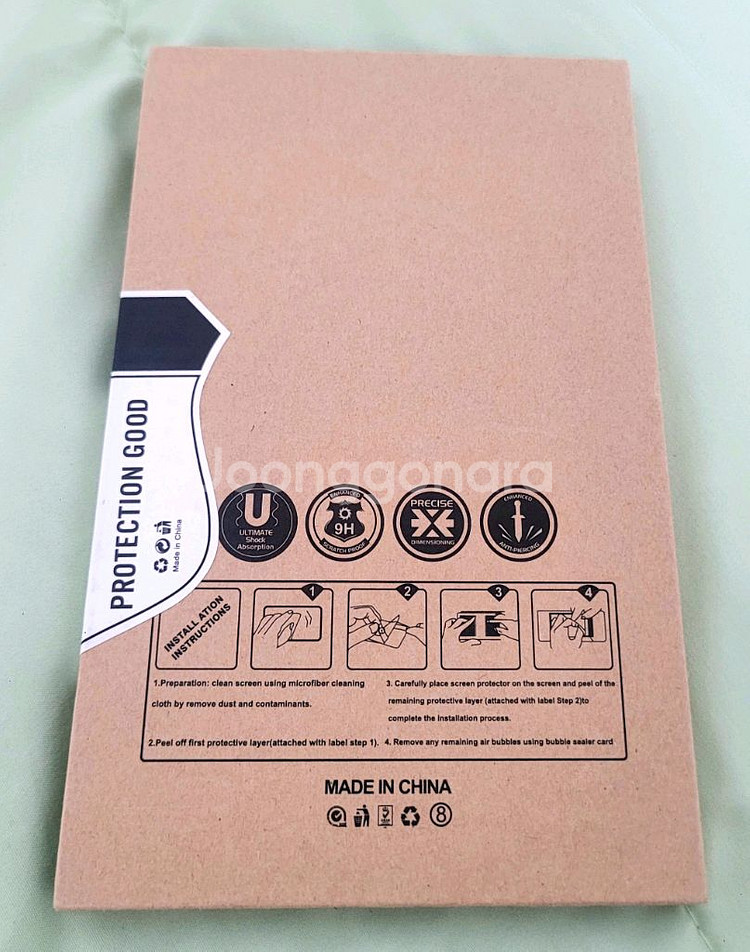 Joonggonara
PROTECTION GOOD
Made in China
U
ULTIMATE
Shock
Absorption
ENHANCED
9H
SCRATCH PROOF
PRECISE
DIMENSIONING
ENHANCED
ANTI-PIERCING
INSTALL ATION
INSTRUCTIONS
1
2
3
4
1.Preparation: clean screen using microfiber cleaning
cloth by remove dust and contaminants.
2.Peel off first protective layer(attached with label step 1).
3. Carefully place screen protector on the screen and peel of the
remaining protective layer (attached with label Step 2)to
complete the installation process.
4. Remove any remaining air bubbles using bubble sealer card
MADE IN CHINA
8